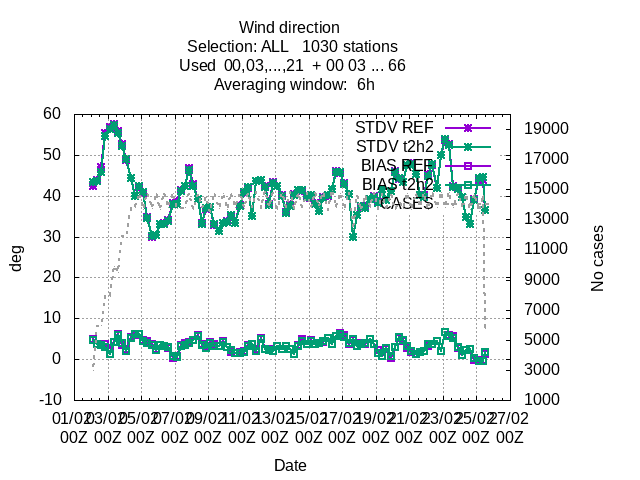 Wind direction
Selection: ALL   1030 stations
Used  00,03,...,21  + 00 03 ... 66
Averaging window:  6h
60
50
40
30
20
10
0
-10
deg
STDV REF
STDV t2h2
BIAS REF
BIAS t2h2
CASES
19000
17000
15000
13000
11000
9000
7000
5000
3000
1000
No cases
01/02 03/02 05/02 07/02 09/02 11/02 13/02 15/02 17/02 19/02 21/02 23/02 25/02 27/02
00Z 00Z 00Z 00Z 00Z 00Z 00Z 00Z 00Z 00Z 00Z 00Z 00Z 00Z
Date